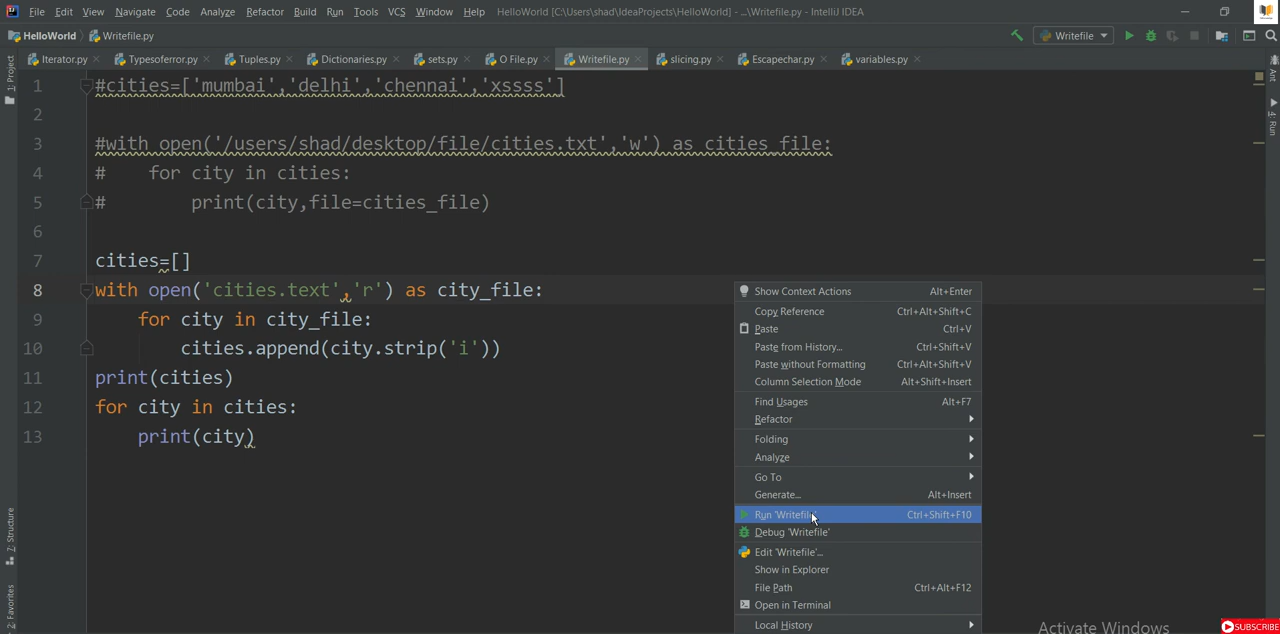 File Edit View Navigate Code Analyze Refactor Build Run Tools VCS Window Help HelloWorld [C:\Users\shad\IdeaProjects\HelloWorld] - ...\Writefile.py - IntelliJ IDEA
HelloWorld Writefile.py Writefile
Iterator.py Typesoferror.py Tuples.py Dictionaries.py sets.py O File.py Writefile.py slicing.py Escapechar.py variables.py
1: Project
Ant
4: Run
7: Structure
2: Favorites
1 #cities=['mumbai','delhi','chennai','xssss']
2
3 #with open('/users/shad/desktop/file/cities.txt','w') as cities_file:
4 #    for city in cities:
5 #        print(city,file=cities_file)
6
7 cities=[]
8 with open('cities.text','r') as city_file:
9     for city in city_file:
10         cities.append(city.strip('i'))
11 print(cities)
12 for city in cities:
13     print(city)
Show Context Actions Alt+Enter
Copy Reference Ctrl+Alt+Shift+C
Paste Ctrl+V
Paste from History... Ctrl+Shift+V
Paste without Formatting Ctrl+Alt+Shift+V
Column Selection Mode Alt+Shift+Insert
Find Usages Alt+F7
Refactor
Folding
Analyze
Go To
Generate... Alt+Insert
Run 'Writefile' Ctrl+Shift+F10
Debug 'Writefile'
Edit 'Writefile'...
Show in Explorer
File Path Ctrl+Alt+F12
Open in Terminal
Local History
Activate Windows
SUBSCRIBE